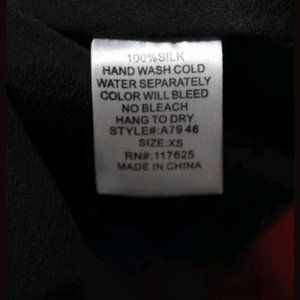 100%SILK
HAND WASH COLD
WATER SEPARATELY
COLOR WILL BLEED
NO BLEACH
HANG TO DRY
STYLE#:A7946
SIZE:XS
RN#:117625
MADE IN CHINA